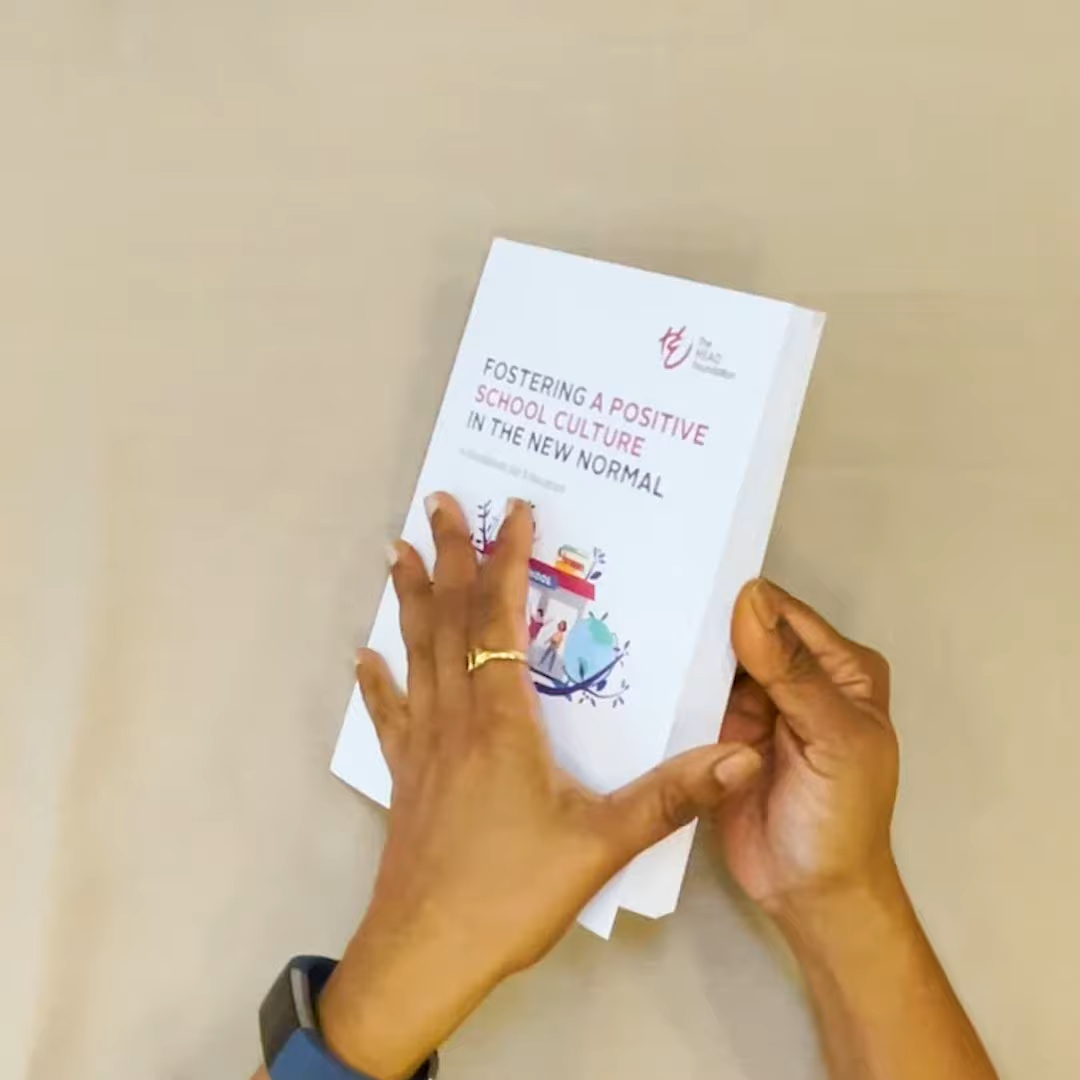 The
HEAD
Foundation
FOSTERING A POSITIVE
SCHOOL CULTURE
IN THE NEW NORMAL